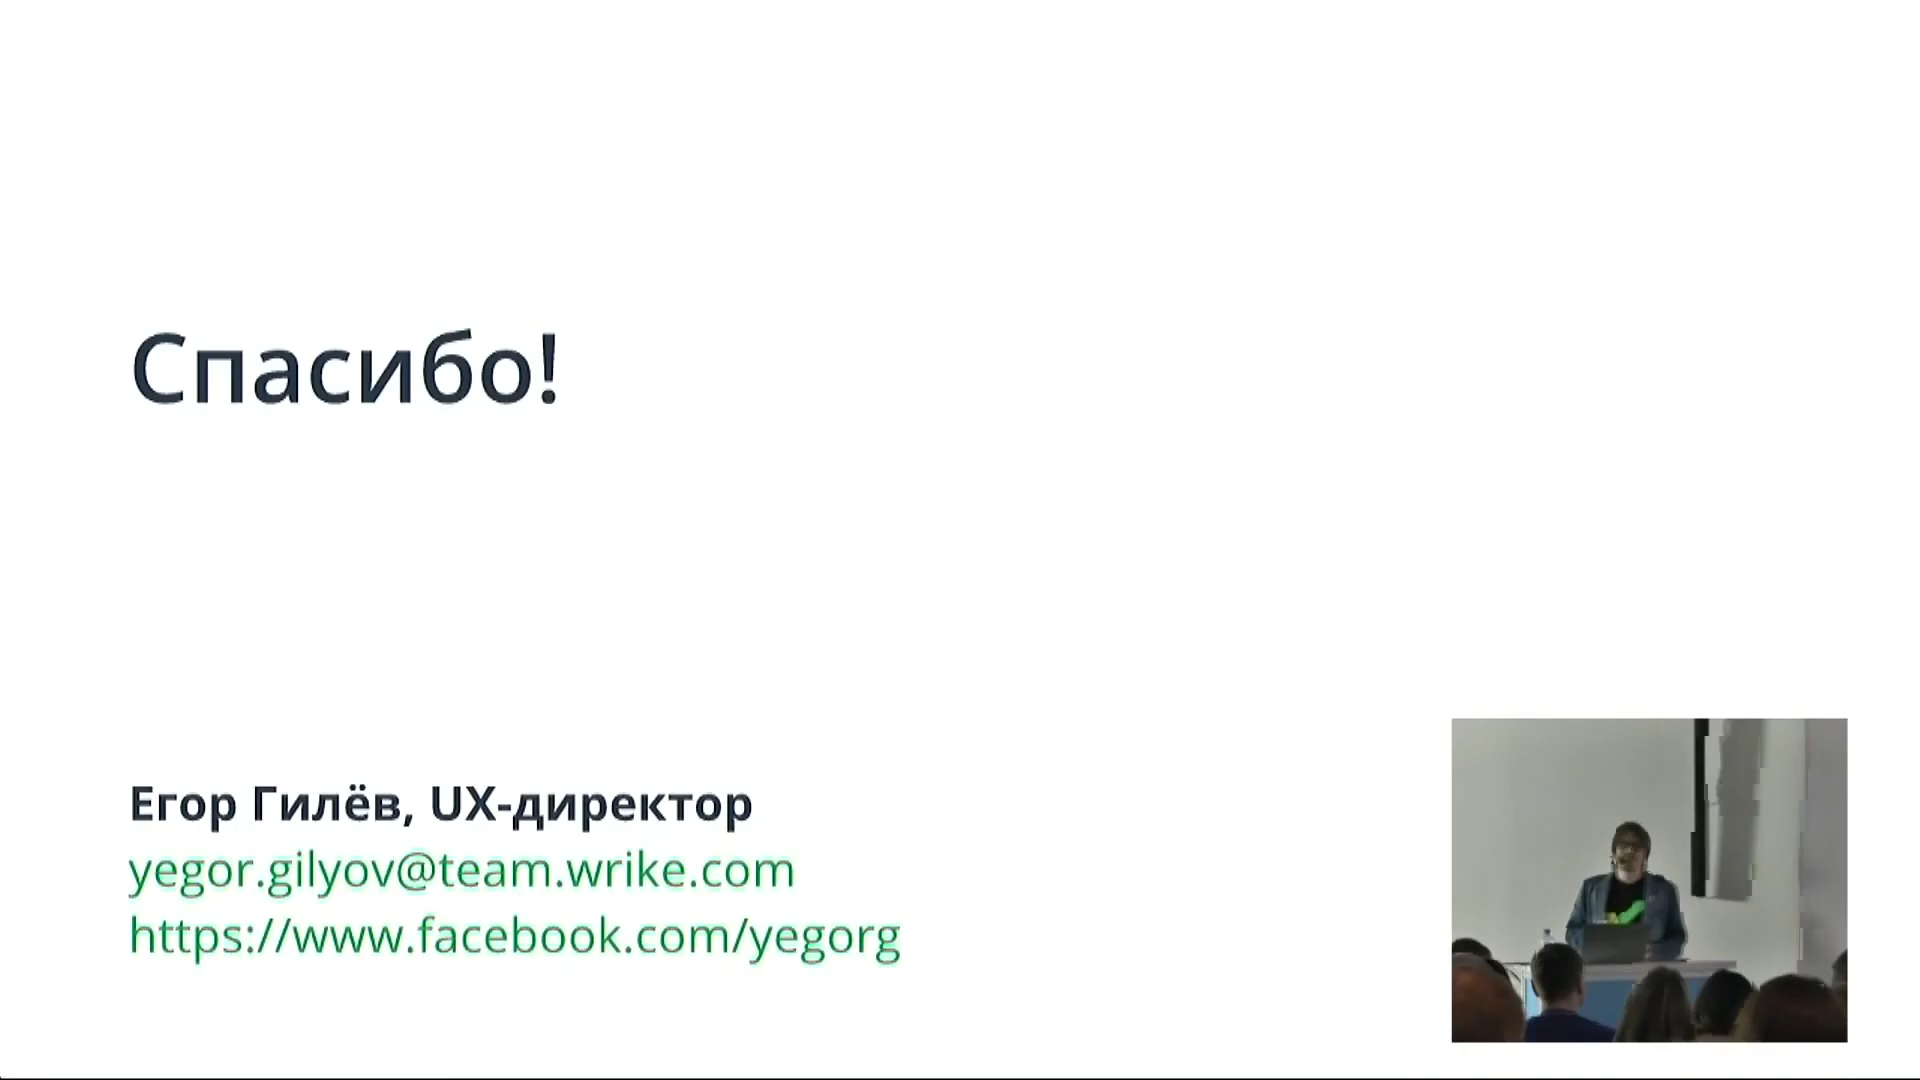 Спасибо!
Егор Гилёв, UX-директор
yegor.gilyov@team.wrike.com
https://www.facebook.com/yegorg